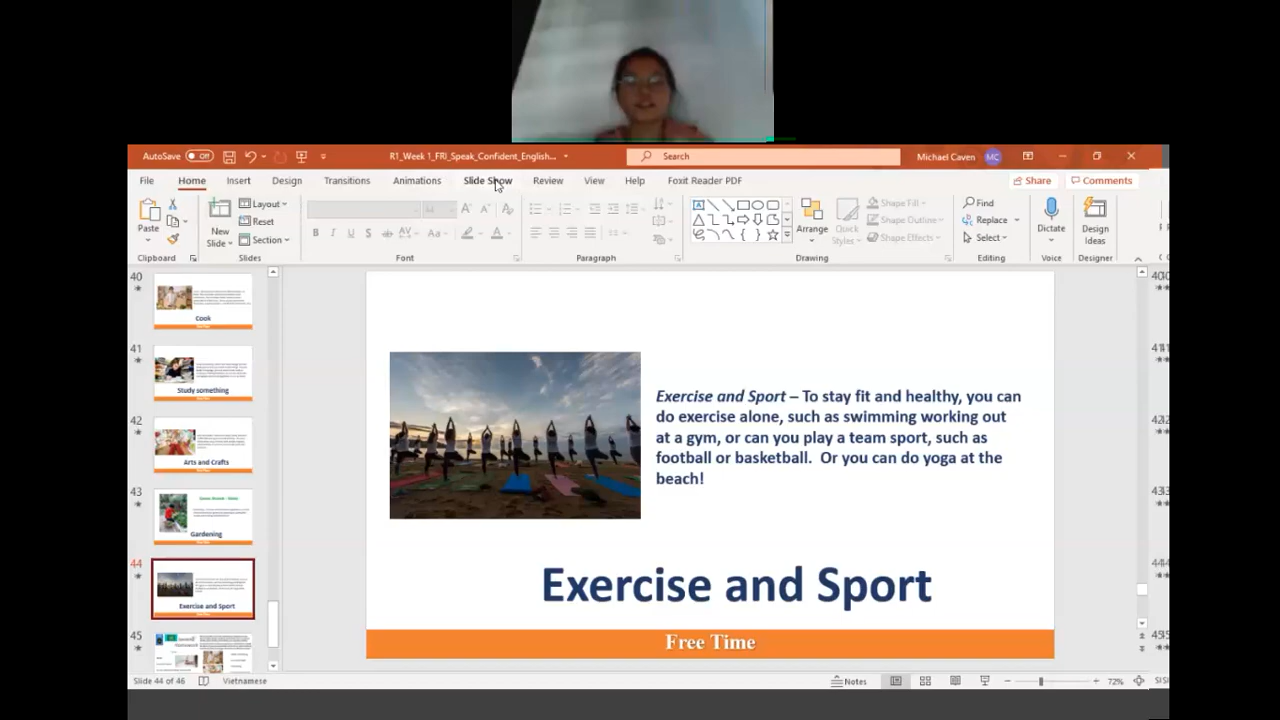 AutoSave Off R1_Week 1_FRI_Speak_Confident_English... Search Michael Caven MC
File Home Insert Design Transitions Animations Slide Show Review View Help Foxit Reader PDF Share Comments
Paste
New Slide
Layout
Reset
Section
B I U S ab AV Aa A
Arrange
Quick Styles
Shape Fill
Shape Outline
Shape Effects
Find
Replace
Select
Dictate
Design Ideas
Clipboard Slides Font Paragraph Drawing Editing Voice Designer
40
Cook
41
Study something
42
Arts and Crafts
43
Gardening
44
Exercise and Sport
45
Exercise and Sport – To stay fit and healthy, you can
do exercise alone, such as swimming working out
at a gym, or can you play a team sport, such as
football or basketball. Or you can do yoga at the
beach!
Exercise and Sport
Free Time
Slide 44 of 46 Vietnamese Notes 72%